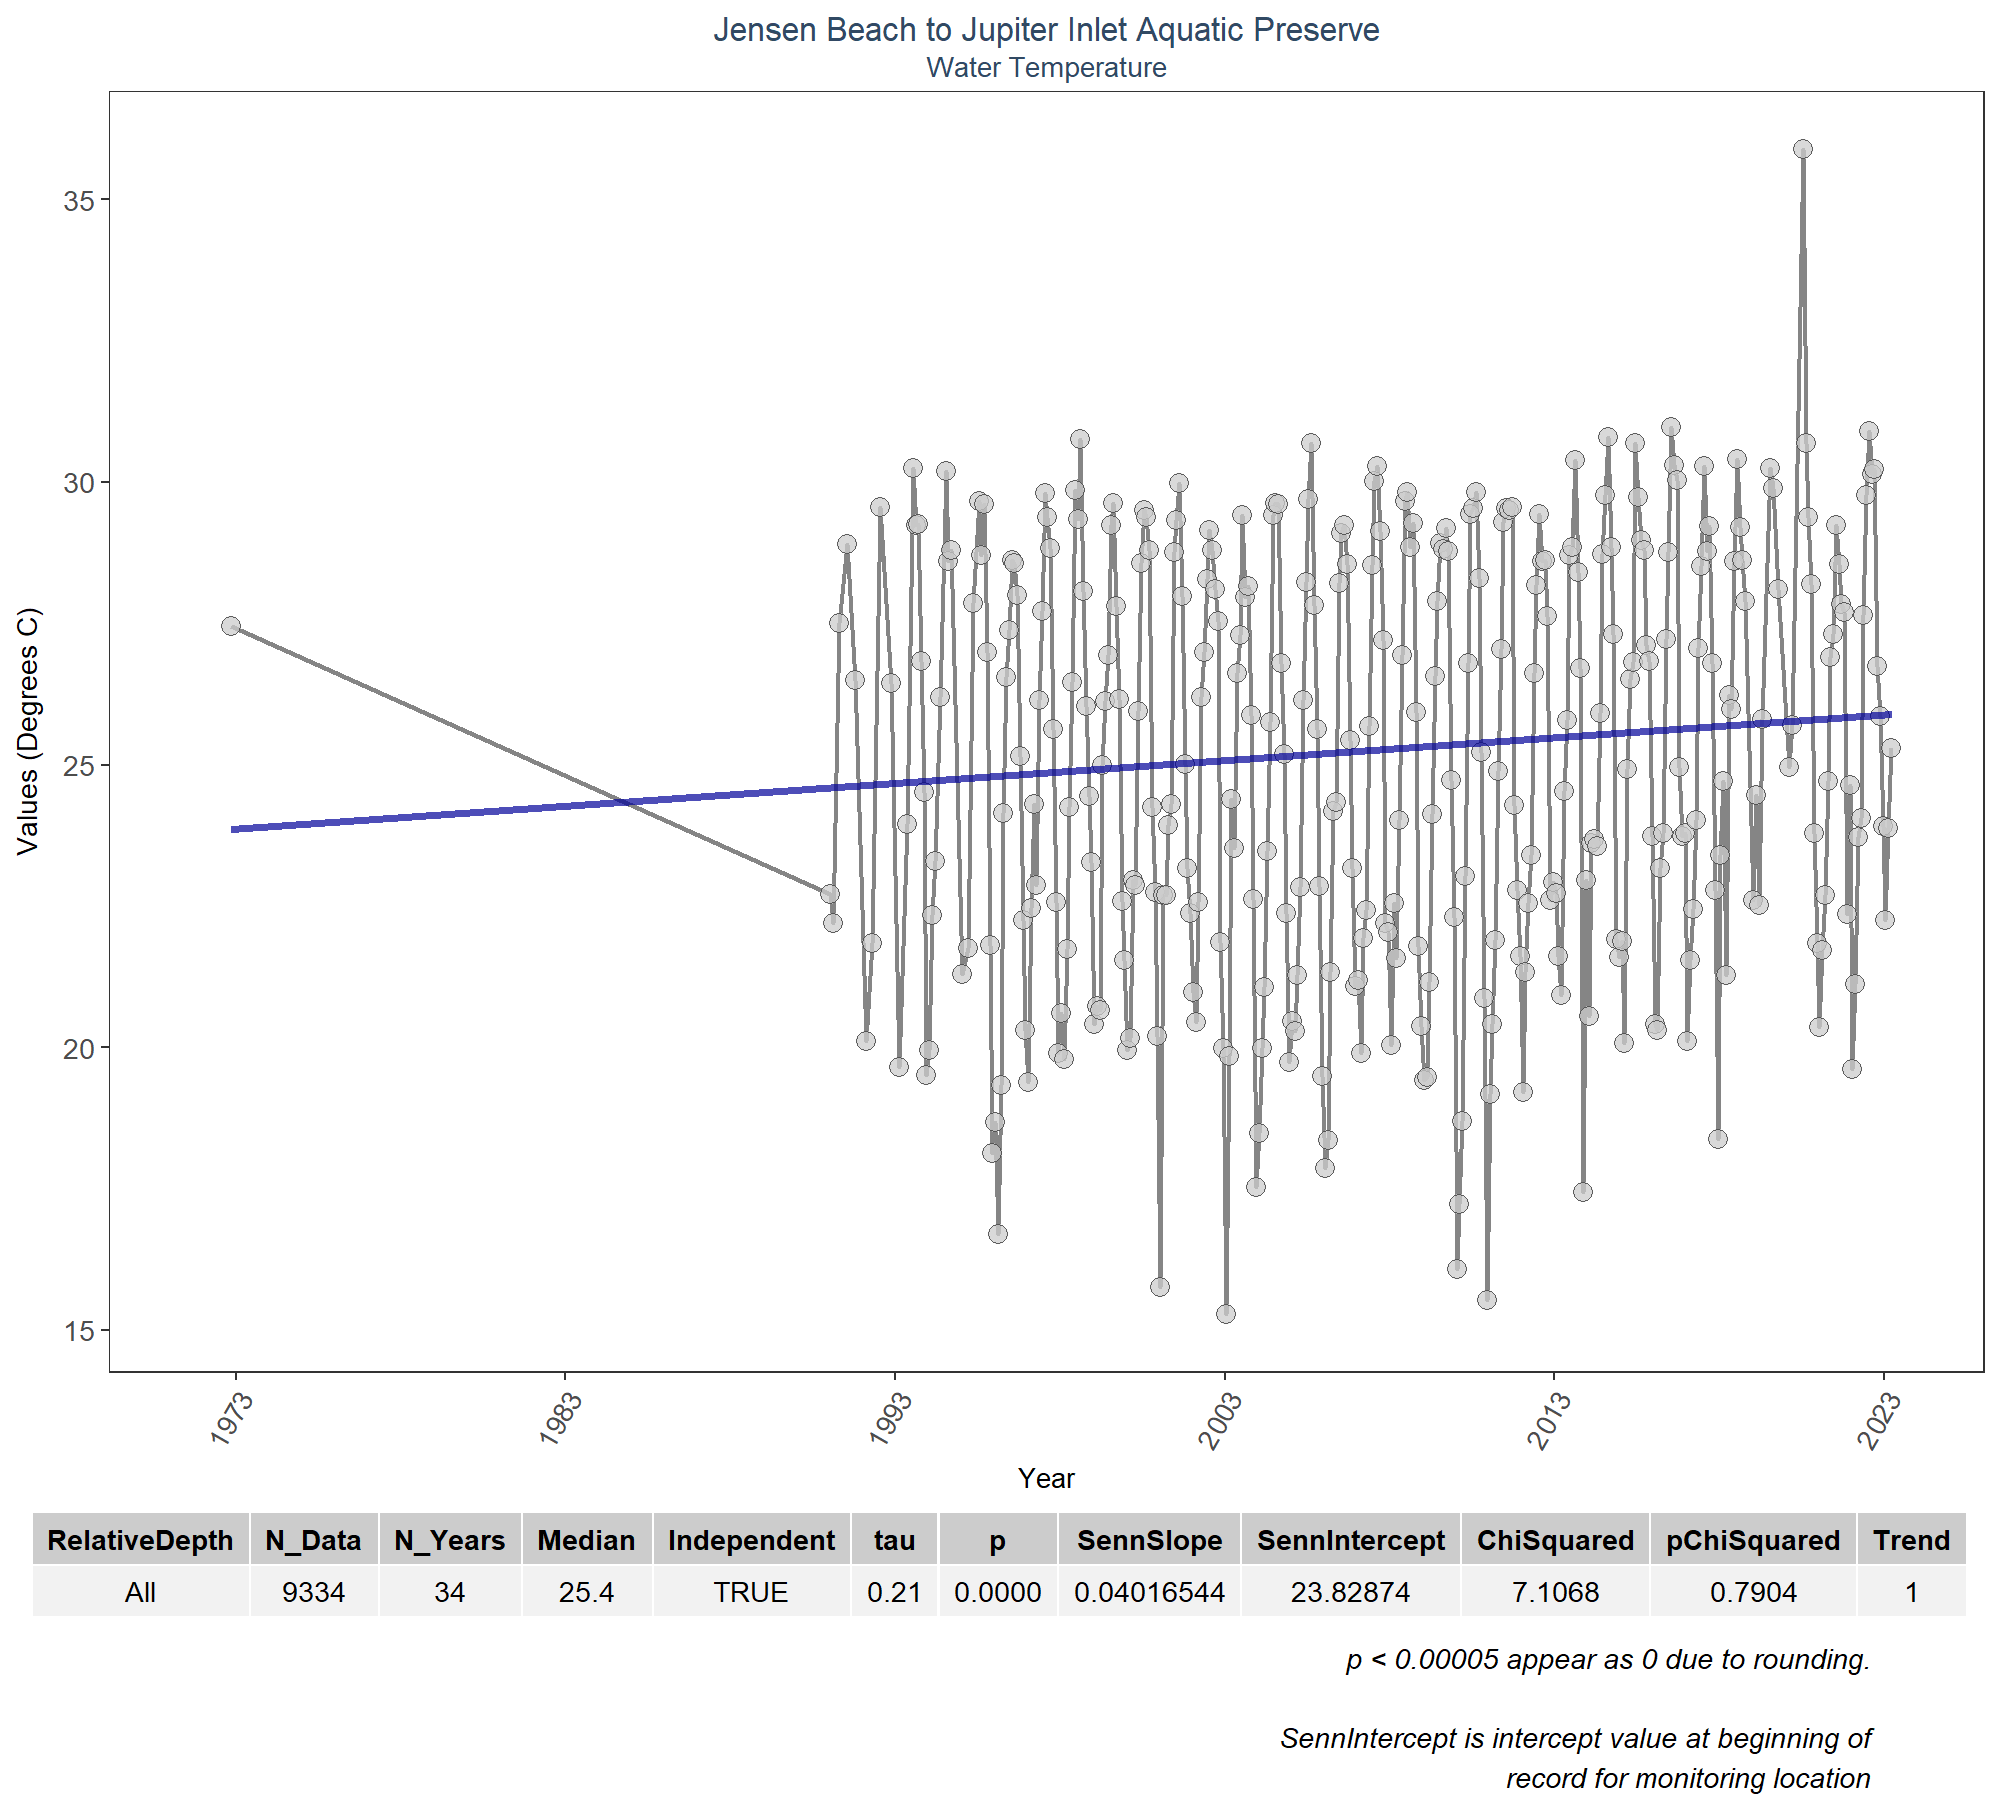 Jensen Beach to Jupiter Inlet Aquatic Preserve
Water Temperature
Values (Degrees C)
35
30
25
20
15
1973
1983
1993
2003
2013
2023
Year
RelativeDepth N_Data N_Years Median Independent tau p SennSlope SennIntercept ChiSquared pChiSquared Trend
All 9334 34 25.4 TRUE 0.21 0.0000 0.04016544 23.82874 7.1068 0.7904 1
p < 0.00005 appear as 0 due to rounding.
SennIntercept is intercept value at beginning of
record for monitoring location